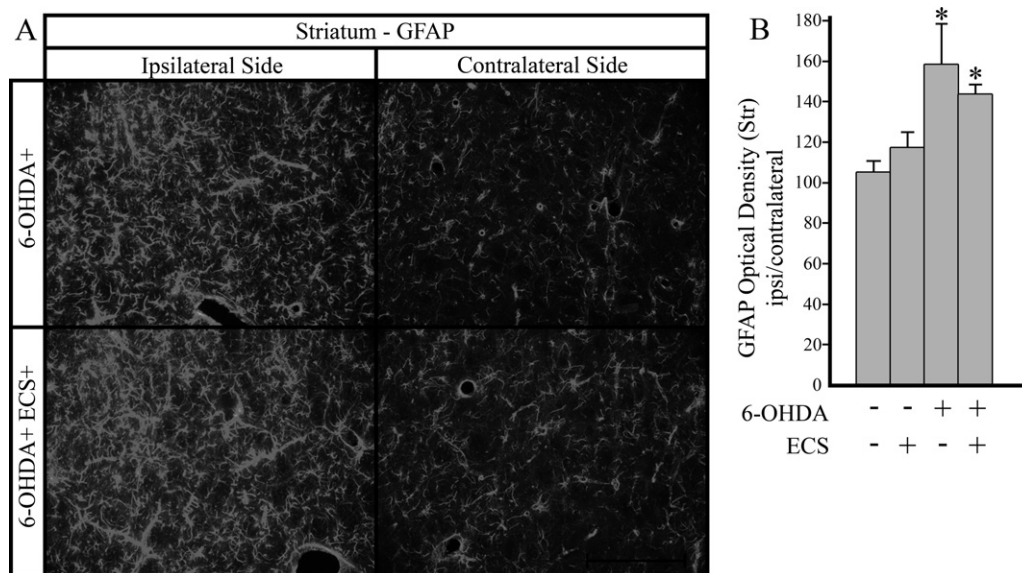 A
Striatum - GFAP
Ipsilateral Side
Contralateral Side
6-OHDA+
6-OHDA+ ECS+
B
GFAP Optical Density (Str)
ipsi/contralateral
180
160
140
120
100
80
60
40
20
0
* *
6-OHDA - - + +
ECS - + - +